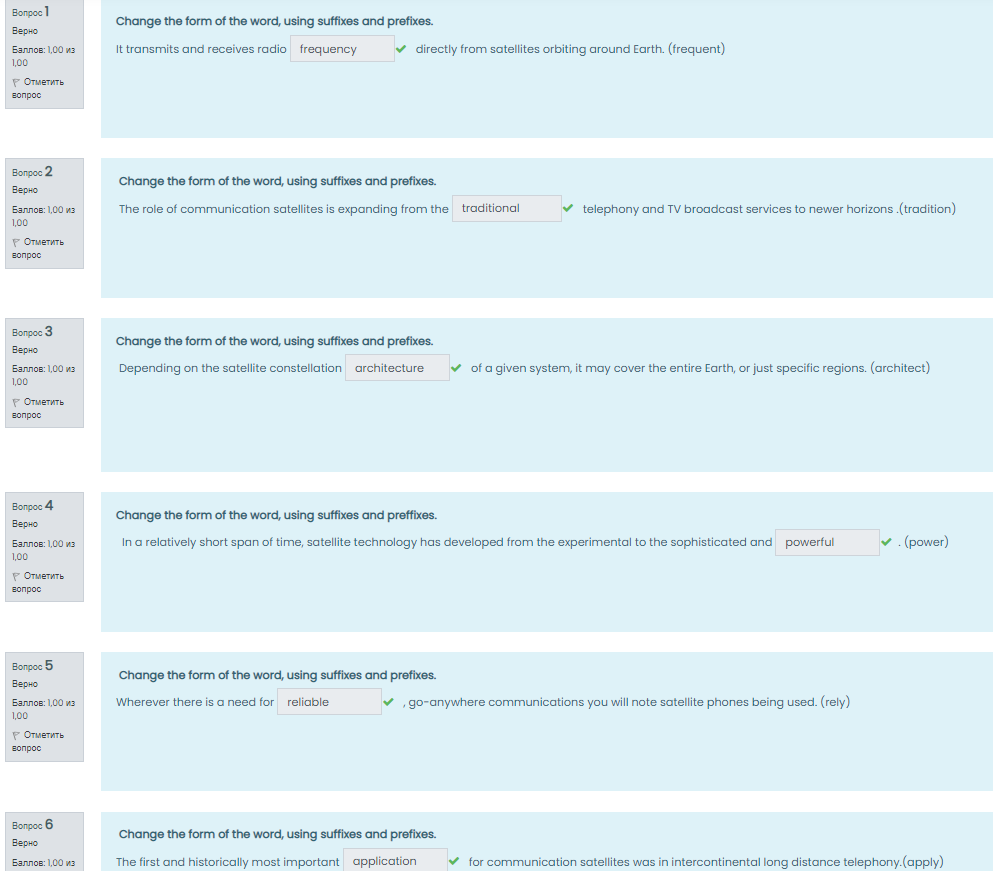 Вопрос 1
Верно
Баллов: 1,00 из
1,00
Отметить
вопрос
Change the form of the word, using suffixes and prefixes.
It transmits and receives radio frequency directly from satellites orbiting around Earth. (frequent)
Вопрос 2
Верно
Баллов: 1,00 из
1,00
Отметить
вопрос
Change the form of the word, using suffixes and prefixes.
The role of communication satellites is expanding from the traditional telephony and TV broadcast services to newer horizons .(tradition)
Вопрос 3
Верно
Баллов: 1,00 из
1,00
Отметить
вопрос
Change the form of the word, using suffixes and prefixes.
Depending on the satellite constellation architecture of a given system, it may cover the entire Earth, or just specific regions. (architect)
Вопрос 4
Верно
Баллов: 1,00 из
1,00
Отметить
вопрос
Change the form of the word, using suffixes and preffixes.
In a relatively short span of time, satellite technology has developed from the experimental to the sophisticated and powerful . (power)
Вопрос 5
Верно
Баллов: 1,00 из
1,00
Отметить
вопрос
Change the form of the word, using suffixes and prefixes.
Wherever there is a need for reliable , go-anywhere communications you will note satellite phones being used. (rely)
Вопрос 6
Верно
Баллов: 1,00 из
Change the form of the word, using suffixes and prefixes.
The first and historically most important application for communication satellites was in intercontinental long distance telephony.(apply)